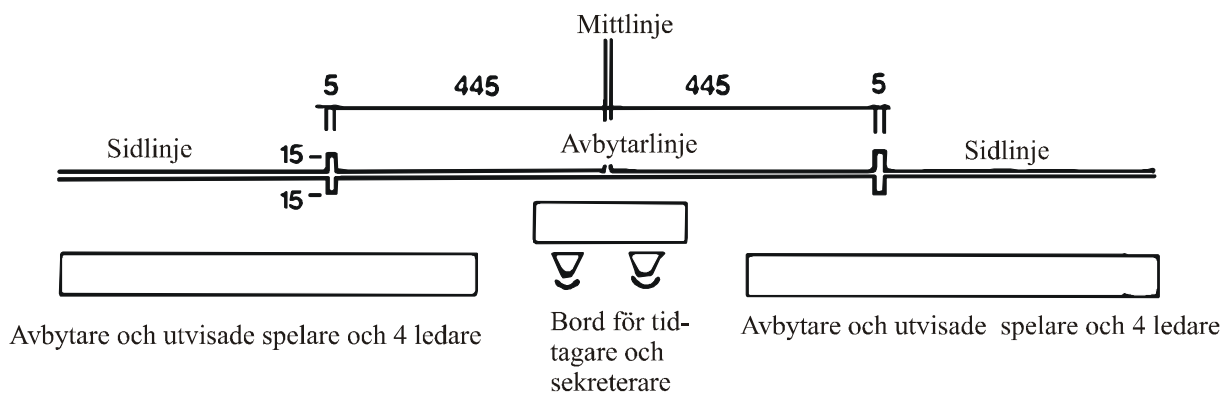 Mittlinje
5 445 445 5
Sidlinje 15 Avbytarlinje Sidlinje
15
Avbytare och utvisade spelare och 4 ledare
Bord för tid-
tagare och
sekreterare
Avbytare och utvisade spelare och 4 ledare